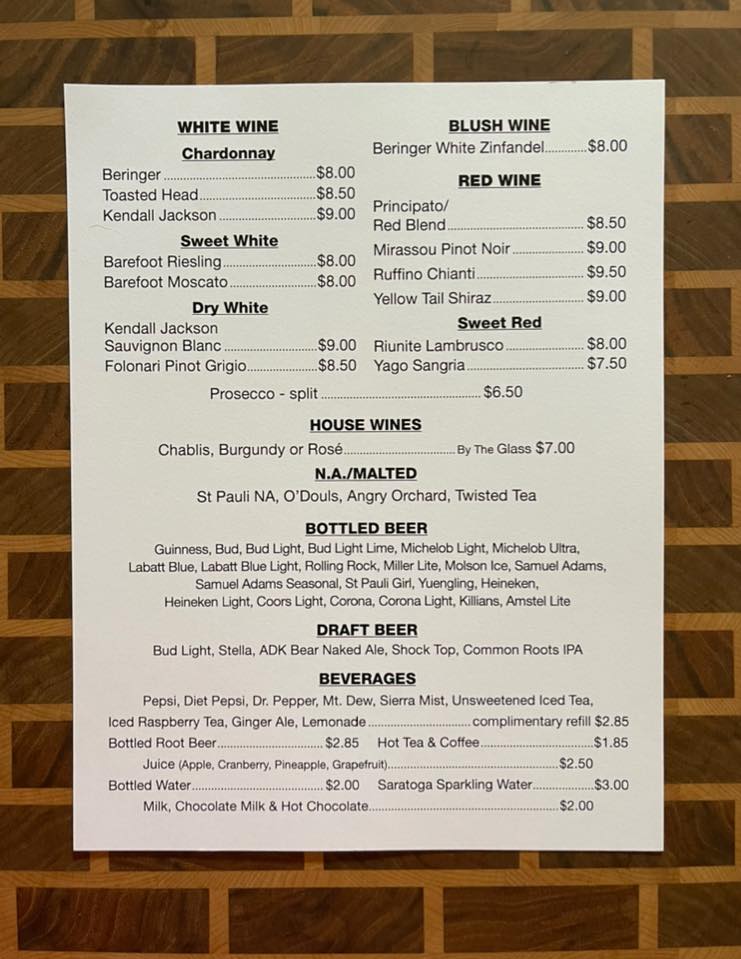 WHITE WINE
Chardonnay
Beringer.....................................$8.00
Toasted Head............................$8.50
Kendall Jackson.......................$9.00
Sweet White
Barefoot Riesling......................$8.00
Barefoot Moscato.....................$8.00
Dry White
Kendall Jackson
Sauvignon Blanc.......................$9.00
Folonari Pinot Grigio.................$8.50
BLUSH WINE
Beringer White Zinfandel...........$8.00
RED WINE
Principato/
Red Blend.................................$8.50
Mirassou Pinot Noir.................$9.00
Ruffino Chianti..........................$9.50
Yellow Tail Shiraz......................$9.00
Sweet Red
Riunite Lambrusco...................$8.00
Yago Sangria............................$7.50
Prosecco - split.......................................$6.50
HOUSE WINES
Chablis, Burgundy or Rosé...........................By The Glass $7.00
N.A./MALTED
St Pauli NA, O'Douls, Angry Orchard, Twisted Tea
BOTTLED BEER
Guinness, Bud, Bud Light, Bud Light Lime, Michelob Light, Michelob Ultra,
Labatt Blue, Labatt Blue Light, Rolling Rock, Miller Lite, Molson Ice, Samuel Adams,
Samuel Adams Seasonal, St Pauli Girl, Yuengling, Heineken,
Heineken Light, Coors Light, Corona, Corona Light, Killians, Amstel Lite
DRAFT BEER
Bud Light, Stella, ADK Bear Naked Ale, Shock Top, Common Roots IPA
BEVERAGES
Pepsi, Diet Pepsi, Dr. Pepper, Mt. Dew, Sierra Mist, Unsweetened Iced Tea,
Iced Raspberry Tea, Ginger Ale, Lemonade.........................complimentary refill $2.85
Bottled Root Beer..........................$2.85 Hot Tea & Coffee...........................$1.85
Juice (Apple, Cranberry, Pineapple, Grapefruit)..........................................$2.50
Bottled Water................................$2.00 Saratoga Sparkling Water...............$3.00
Milk, Chocolate Milk & Hot Chocolate..............................................$2.00